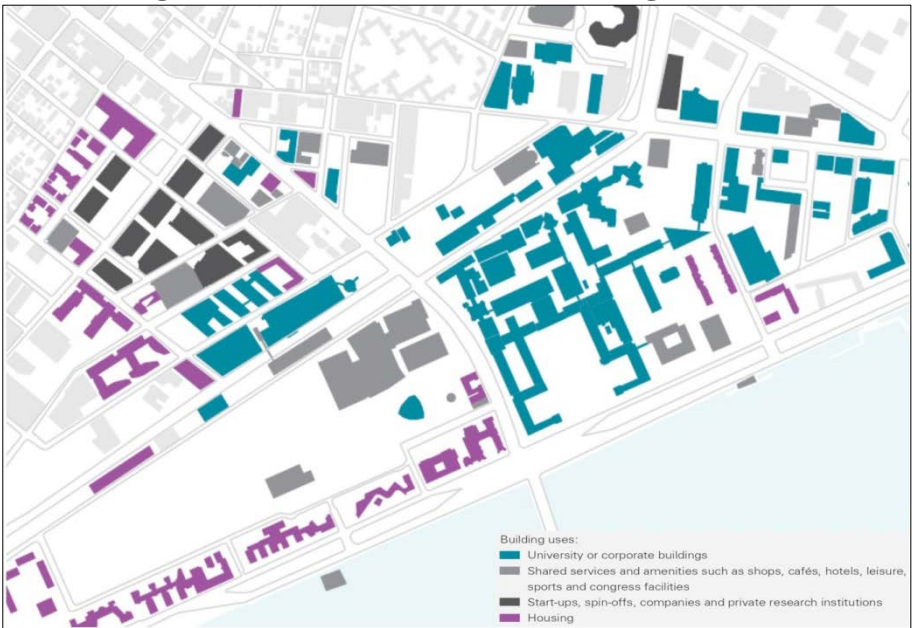 Building uses:
University or corporate buildings
Shared services and amenities such as shops, cafés, hotels, leisure,
sports and congress facilities
Start-ups, spin-offs, companies and private research institutions
Housing